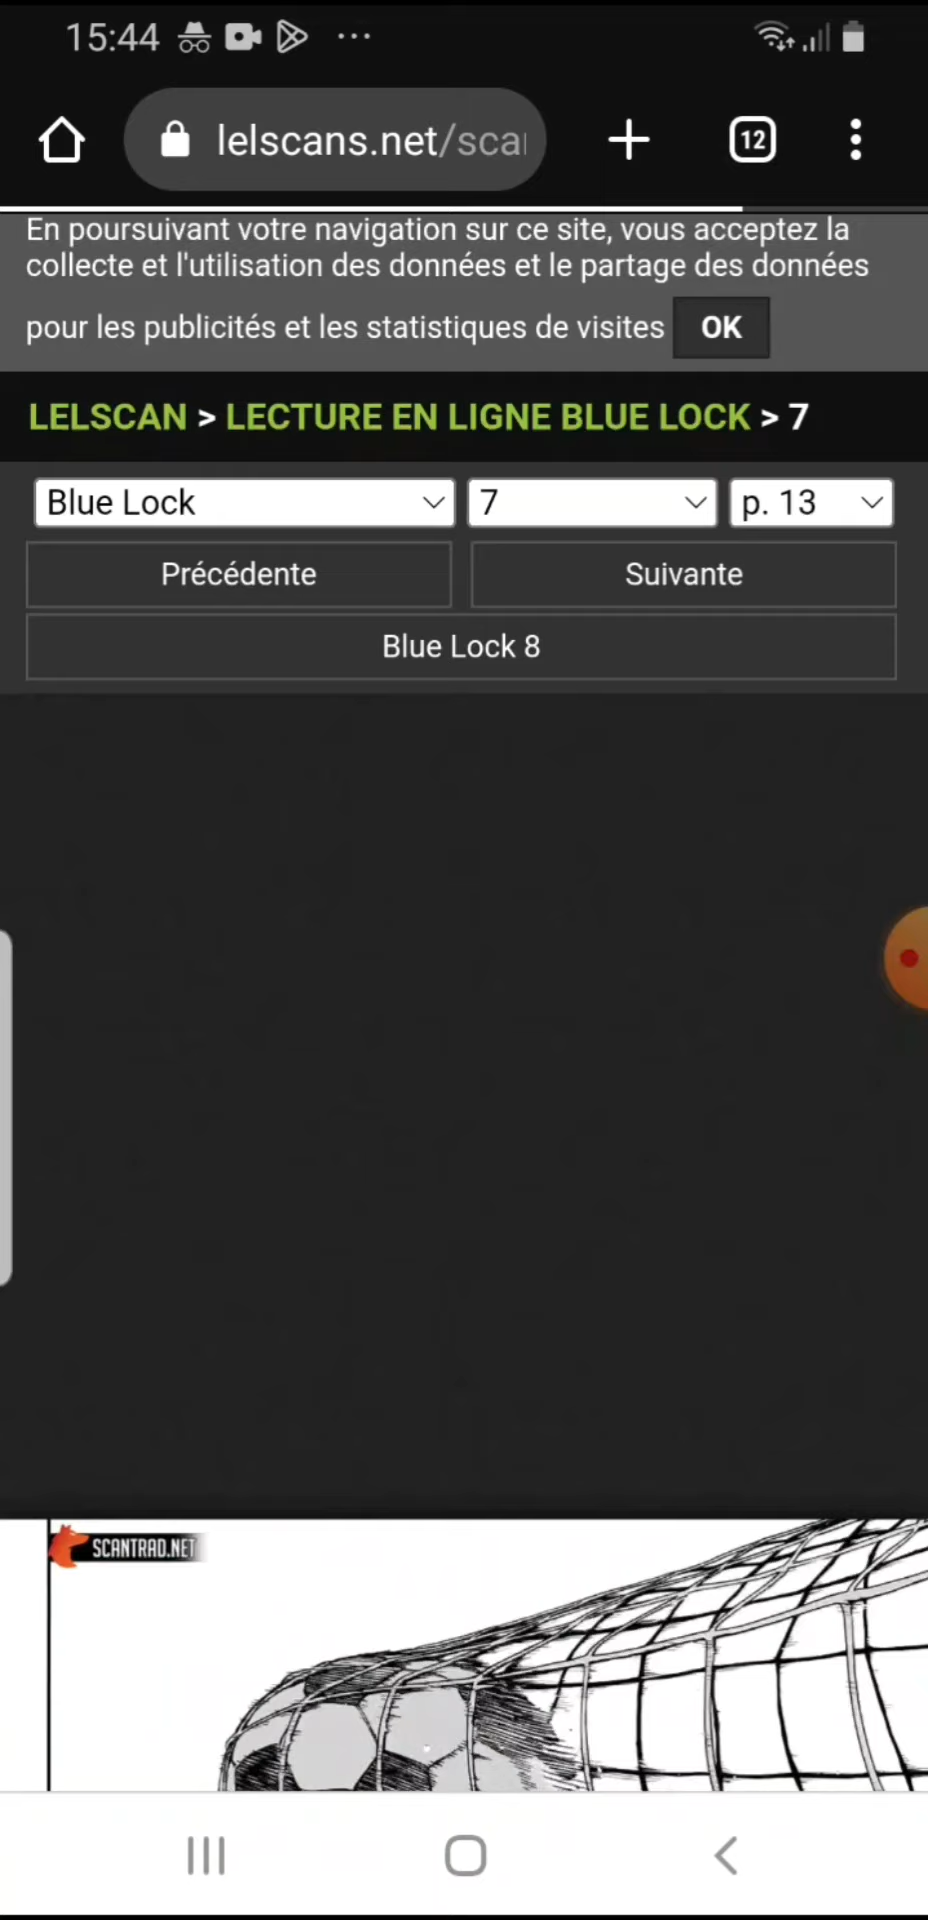 15:44
12
lelscans.net/scan
En poursuivant votre navigation sur ce site, vous acceptez la
collecte et l'utilisation des données et le partage des données
pour les publicités et les statistiques de visites OK
LELSCAN > LECTURE EN LIGNE BLUE LOCK > 7
Blue Lock 7 p. 13
Précédente Suivante
Blue Lock 8
SCANTRAD.NET